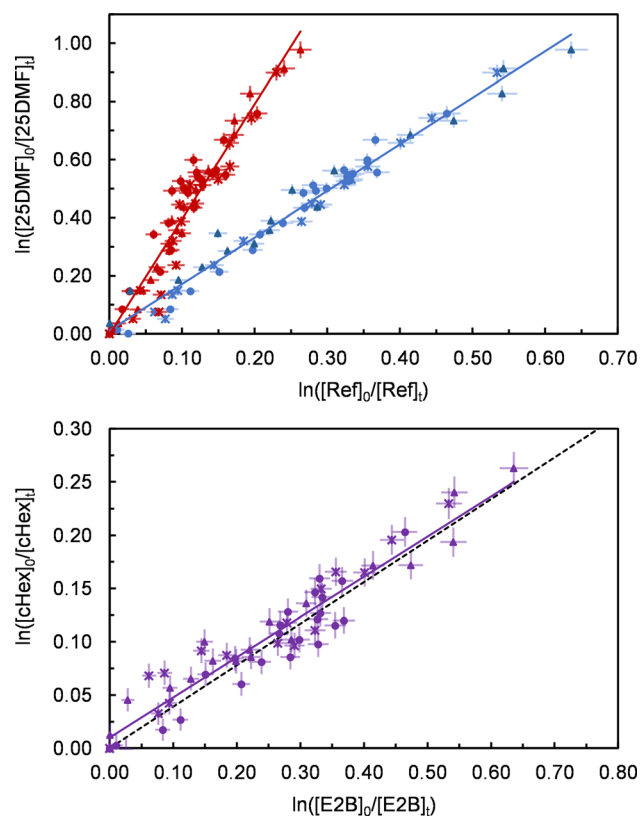 1.00
0.80
0.60
0.40
0.20
0.00
ln([25DMF]₀/[25DMF]ₜ]
0.00 0.10 0.20 0.30 0.40 0.50 0.60 0.70
ln([Ref]₀/[Ref]ₜ)
0.30
0.25
0.20
0.15
0.10
0.05
0.00
ln([cHex]₀/[cHex]ₜ]
0.00 0.10 0.20 0.30 0.40 0.50 0.60 0.70 0.80
ln([E2B]₀/[E2B]ₜ)